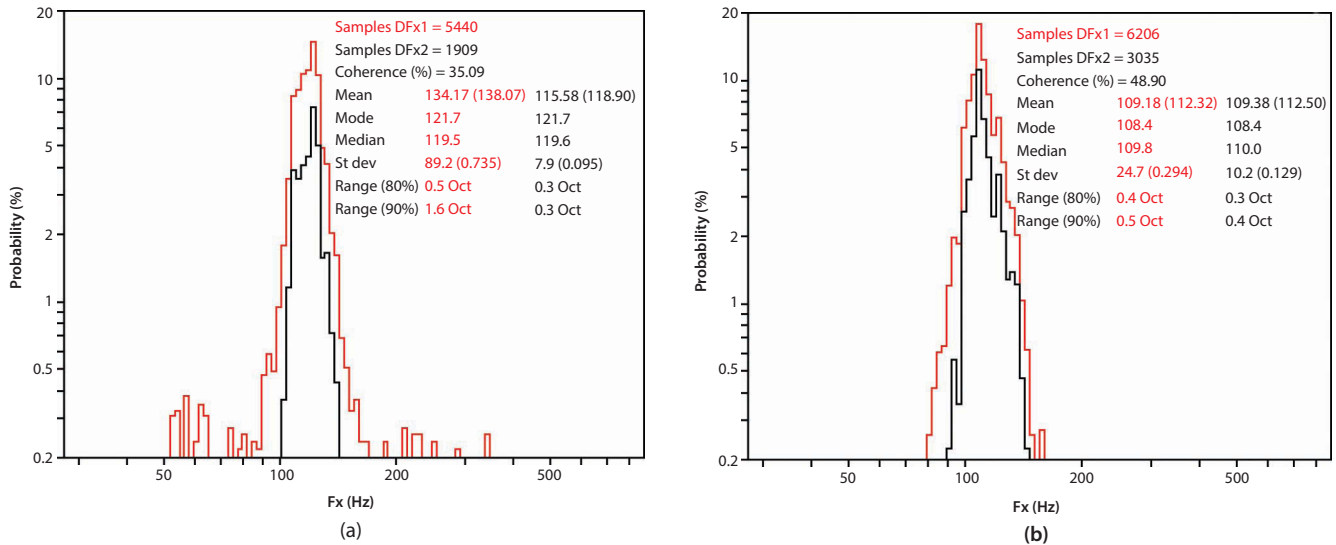 20
10
5
2
1
0.5
0.2
Probability (%)
Samples DFx1 = 5440
Samples DFx2 = 1909
Coherence (%) = 35.09
Mean 134.17 (138.07) 115.58 (118.90)
Mode 121.7 121.7
Median 119.5 119.6
St dev 89.2 (0.735) 7.9 (0.095)
Range (80%) 0.5 Oct 0.3 Oct
Range (90%) 1.6 Oct 0.3 Oct
50 100 200 500
Fx (Hz)
(a)
20
10
5
2
1
0.5
0.2
Probability (%)
Samples DFx1 = 6206
Samples DFx2 = 3035
Coherence (%) = 48.90
Mean 109.18 (112.32) 109.38 (112.50)
Mode 108.4 108.4
Median 109.8 110.0
St dev 24.7 (0.294) 10.2 (0.129)
Range (80%) 0.4 Oct 0.3 Oct
Range (90%) 0.5 Oct 0.4 Oct
50 100 200 500
Fx (Hz)
(b)